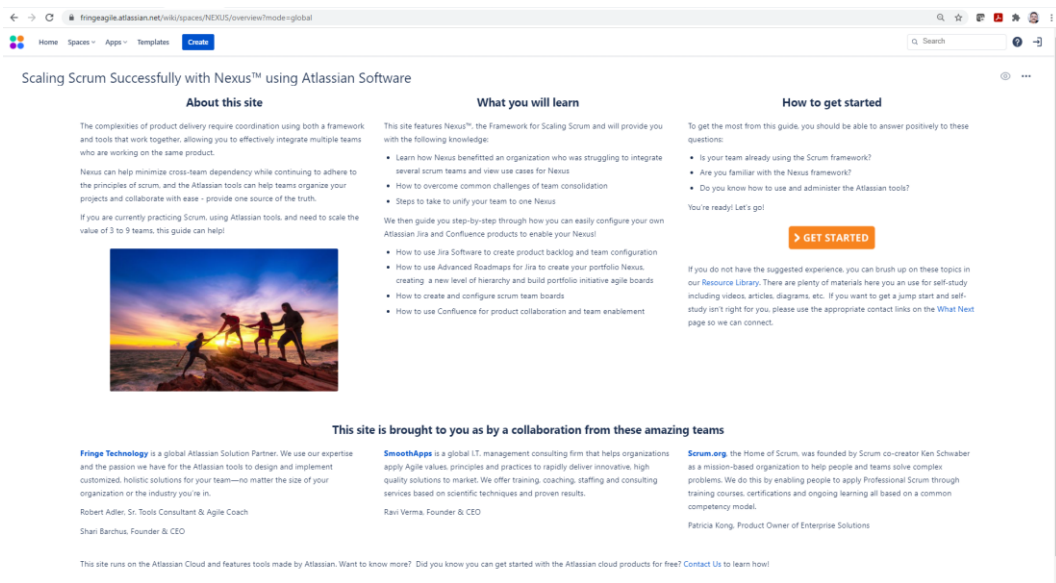 fringeagile.atlassian.net/wiki/spaces/NEXUS/overview?mode=global
Home Spaces Apps Templates Create
Search
Scaling Scrum Successfully with Nexus™ using Atlassian Software
About this site
The complexities of product delivery require coordination using both a framework
and tools that work together, allowing you to effectively integrate multiple teams
who are working on the same product.
Nexus can help minimize cross-team dependency while continuing to adhere to
the principles of scrum, and the Atlassian tools can help teams organize your
projects and collaborate with ease - provide one source of the truth.
If you are currently practicing Scrum, using Atlassian tools, and need to scale the
value of 3 to 9 teams, this guide can help!
What you will learn
This site features Nexus™, the Framework for Scaling Scrum and will provide you
with the following knowledge:
• Learn how Nexus benefitted an organization who was struggling to integrate
several scrum teams and view use cases for Nexus
• How to overcome common challenges of team consolidation
• Steps to take to unify your team to one Nexus
We then guide you step-by-step through how you can easily configure your own
Atlassian Jira and Confluence products to enable your Nexus!
• How to use Jira Software to create product backlog and team configuration
• How to use Advanced Roadmaps for Jira to create your portfolio Nexus,
creating a new level of hierarchy and build portfolio initiative agile boards
• How to create and configure scrum team boards
• How to use Confluence for product collaboration and team enablement
How to get started
To get the most from this guide, you should be able to answer positively to these
questions:
• Is your team already using the Scrum framework?
• Are you familiar with the Nexus framework?
• Do you know how to use and administer the Atlassian tools?
You're ready! Let's go!
GET STARTED
If you do not have the suggested experience, you can brush up on these topics in
our Resource Library. There are plenty of materials here you an use for self-study
including videos, articles, diagrams, etc. If you want to get a jump start and self-
study isn't right for you, please use the appropriate contact links on the What Next
page so we can connect.
This site is brought to you as by a collaboration from these amazing teams
Fringe Technology is a global Atlassian Solution Partner. We use our expertise
and the passion we have for the Atlassian tools to design and implement
customized, holistic solutions for your team—no matter the size of your
organization or the industry you're in.
Robert Adler, Sr. Tools Consultant & Agile Coach
Shari Barchus, Founder & CEO
SmoothApps is a global I.T. management consulting firm that helps organizations
apply Agile values, principles and practices to rapidly deliver innovative, high
quality solutions to market. We offer training, coaching, staffing and consulting
services based on scientific techniques and proven results.
Ravi Verma, Founder & CEO
Scrum.org, the Home of Scrum, was founded by Scrum co-creator Ken Schwaber
as a mission-based organization to help people and teams solve complex
problems. We do this by enabling people to apply Professional Scrum through
training courses, certifications and ongoing learning all based on a common
competency model.
Patricia Kong, Product Owner of Enterprise Solutions
This site runs on the Atlassian Cloud and features tools made by Atlassian. Want to know more? Did you know you can get started with the Atlassian cloud products for free? Contact Us to learn how!